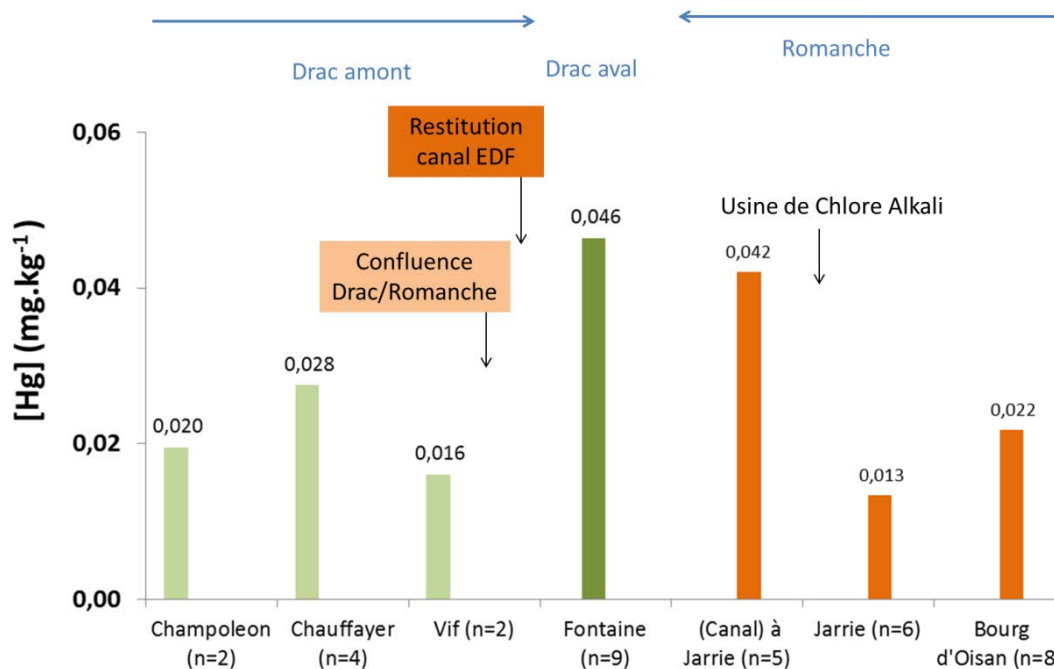 Drac amont
Drac aval
Romanche
[Hg] (mg.kg-1)
0,06
0,04
0,02
0,00
Restitution
canal EDF
Confluence
Drac/Romanche
Usine de Chlore Alkali
0,020
0,028
0,016
0,046
0,042
0,013
0,022
Champoleon
(n=2)
Chauffayer
(n=4)
Vif (n=2)
Fontaine
(n=9)
(Canal) à
Jarrie (n=5)
Jarrie (n=6)
Bourg
d'Oisan (n=8